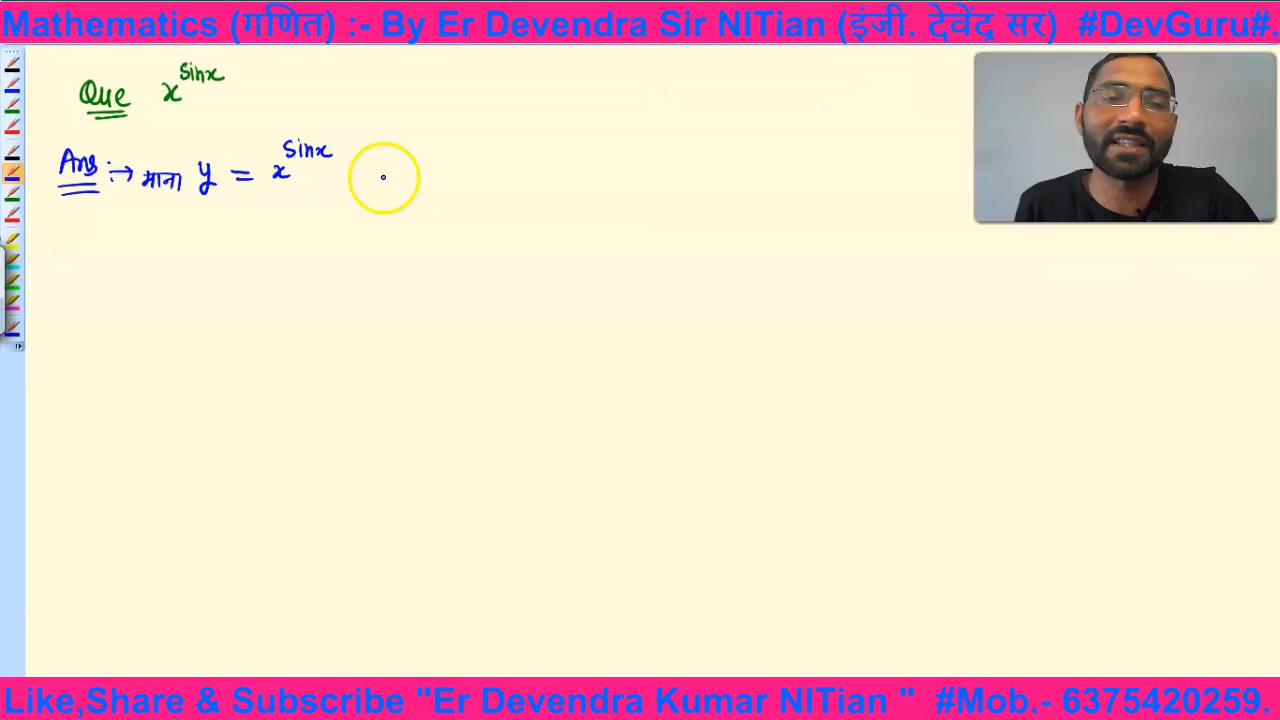 Mathematics (गणित) :- By Er Devendra Sir NITian (इंजी. देवेंद्र सर) #DevGuru#.
Que x^sinx
Ans :→ माना y = x^sinx
Like,Share & Subscribe "Er Devendra Kumar NITian " #Mob.- 6375420259.